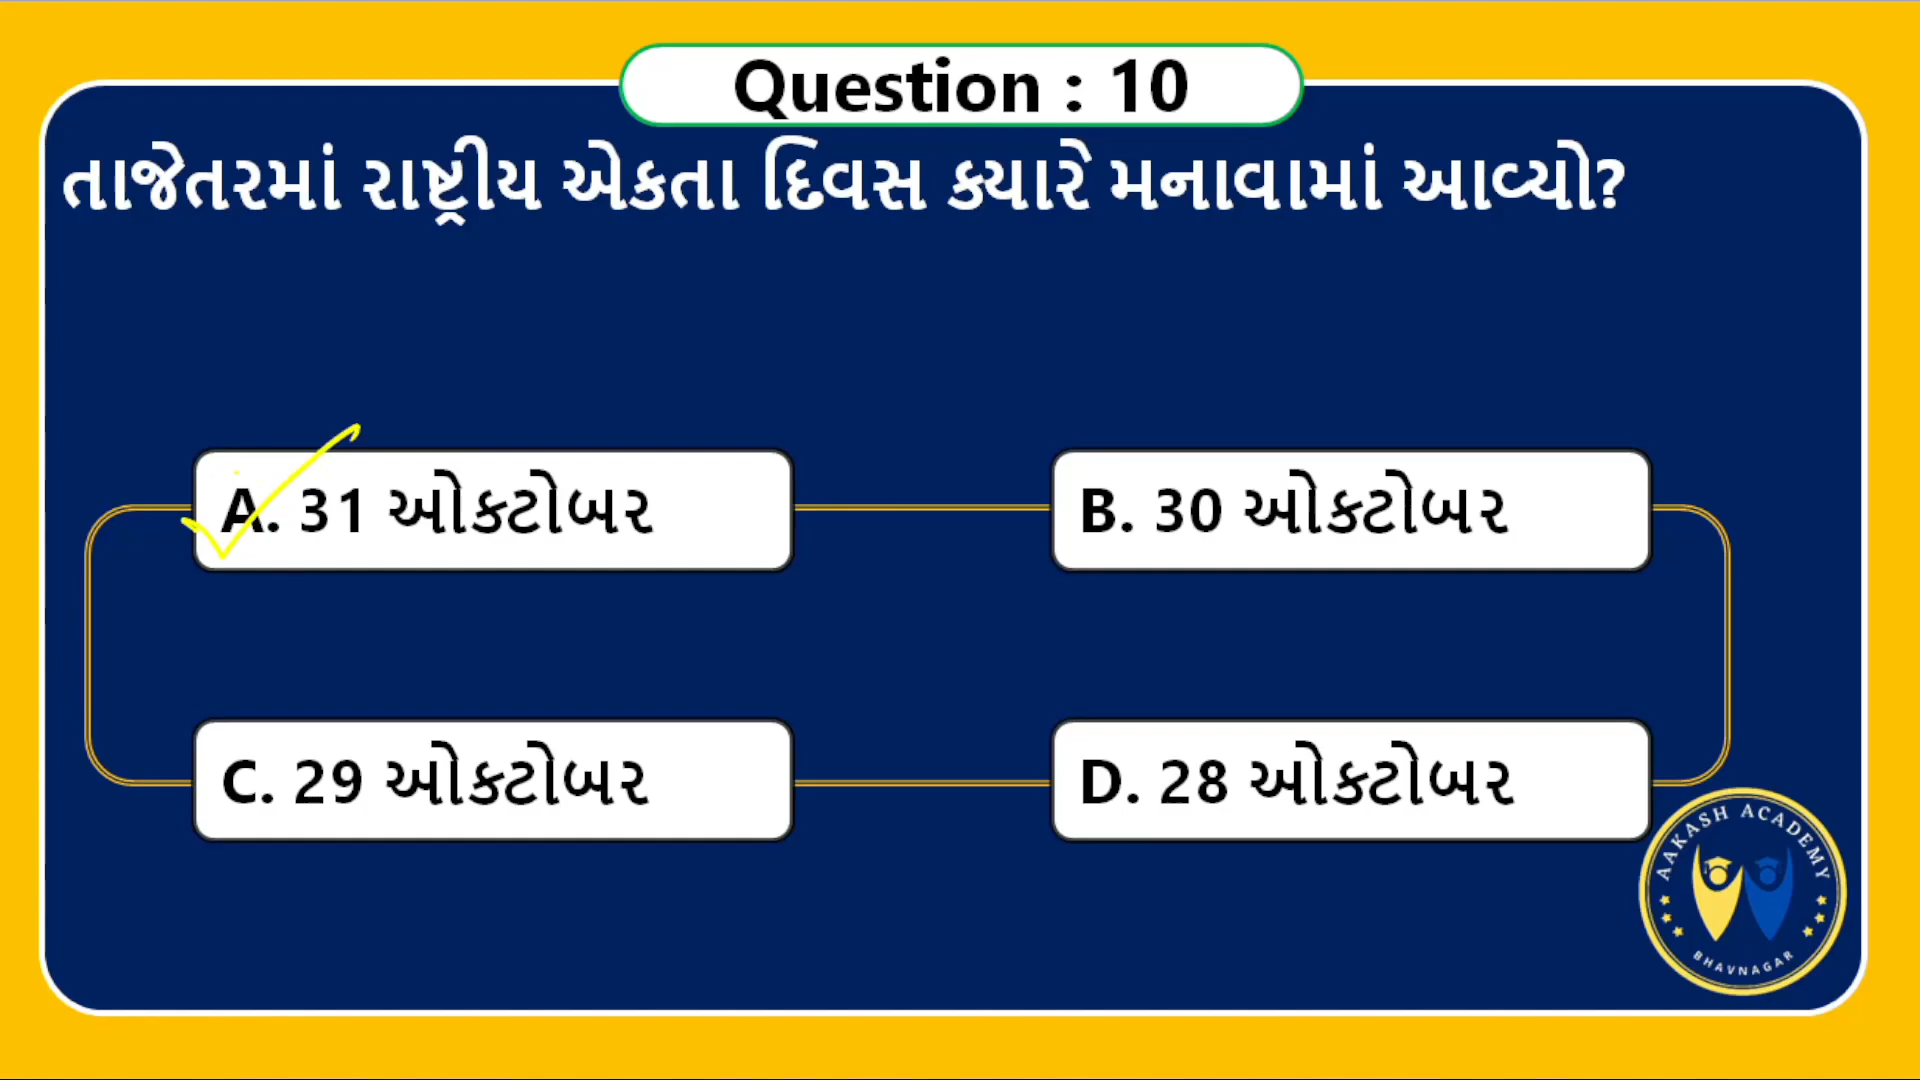 Question : 10
તાજેતરમાં રાષ્ટ્રીય એકતા દિવસ ક્યારે મનાવામાં આવ્યો?
A. 31 ઓક્ટોબર
B. 30 ઓક્ટોબર
C. 29 ઓક્ટોબર
D. 28 ઓક્ટોબર
AAKASH ACADEMY
BHAVNAGAR